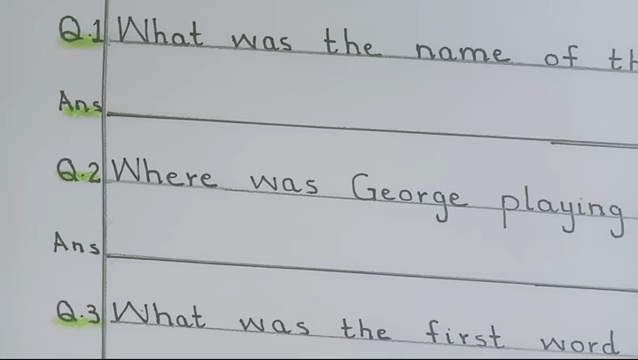 Q.1 What was the name of th
Ans
Q.2 Where was George playing
Ans
Q.3 What was the first word